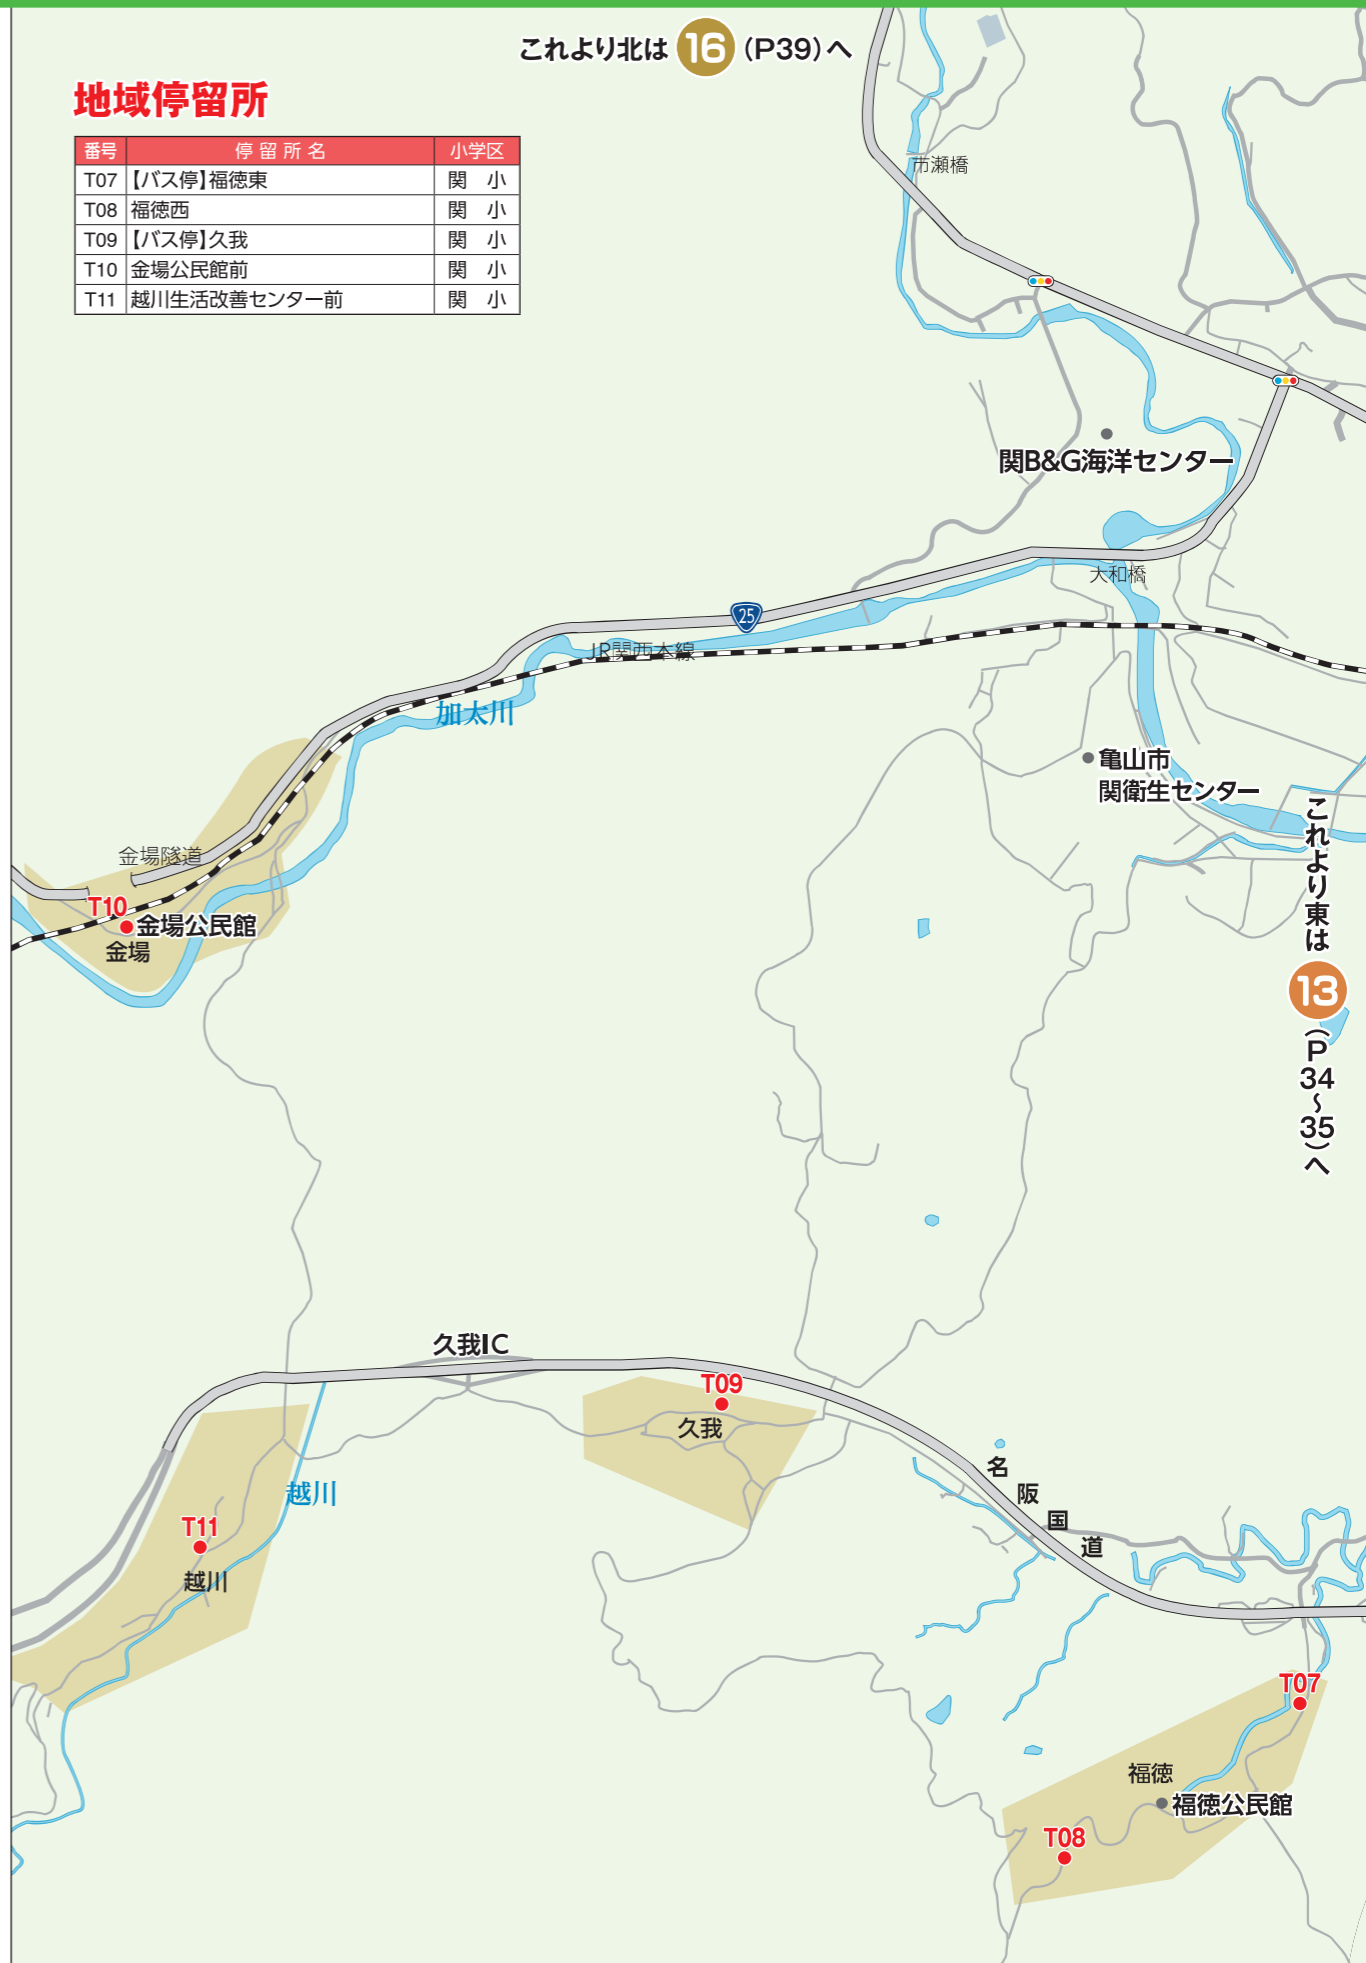 これより北は 16 (P39)へ
地域停留所
番号 停留所名 小学区
T07 【バス停】福徳東 関 小
T08 福徳西 関 小
T09 【バス停】久我 関 小
T10 金場公民館前 関 小
T11 越川生活改善センター前 関 小
市瀬橋
関B&G海洋センター
大和橋
25
JR関西本線
加太川
亀山市
関衛生センター
これより東は 13 (P34~35)へ
金場隧道
T10
金場公民館
金場
久我IC
T09
久我
名阪国道
越川
T11
越川
T07
福徳
福徳公民館
T08